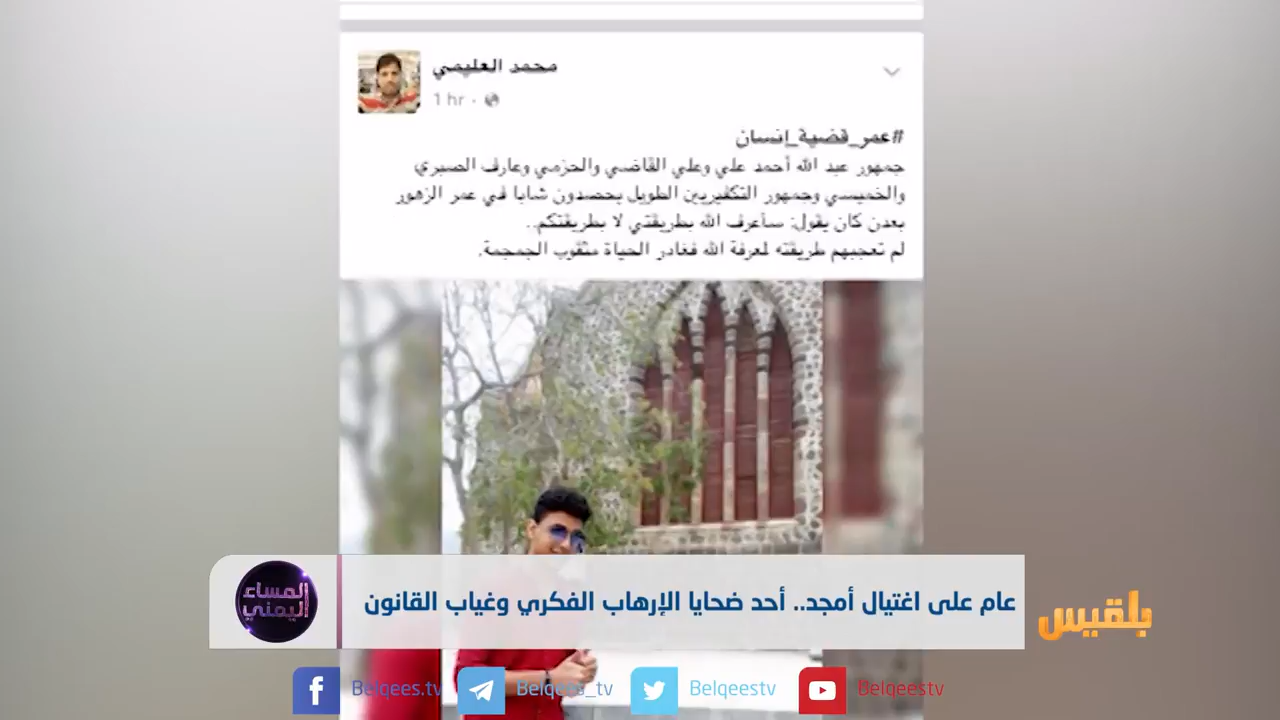 محمد العليمي
1 hr ·
#عمر_قضية_إنسان
جمهور عبد الله أحمد علي وعلي القاضي والحزمي وعارف الصبري
والخميسي وجمهور التكفيريين الطويل يحصدون شابا في عمر الزهور
بعدن كان يقول: سأعرف الله بطريقتي لا بطريقتكم..
لم تعجبهم طريقته لمعرفة الله فغادر الحياة مثقوب الجمجمة.
عام على اغتيال أمجد.. أحد ضحايا الإرهاب الفكري وغياب القانون
المساء
اليمني
بلقيس
Belqees.tv
Belqees_tv
Belqeestv
Belqeestv